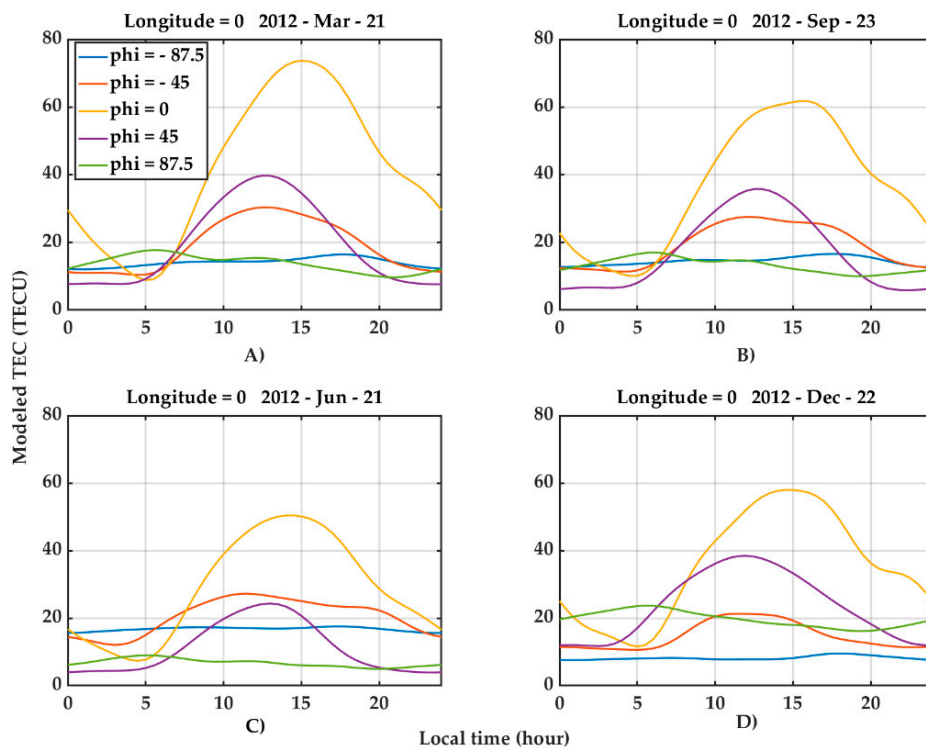 Longitude = 0 2012 - Mar - 21
80
60
40
20
0
0 5 10 15 20
phi = - 87.5
phi = - 45
phi = 0
phi = 45
phi = 87.5
A)
Longitude = 0 2012 - Sep - 23
80
60
40
20
0
0 5 10 15 20
B)
Modeled TEC (TECU)
Longitude = 0 2012 - Jun - 21
80
60
40
20
0
0 5 10 15 20
C)
Longitude = 0 2012 - Dec - 22
80
60
40
20
0
0 5 10 15 20
D)
Local time (hour)